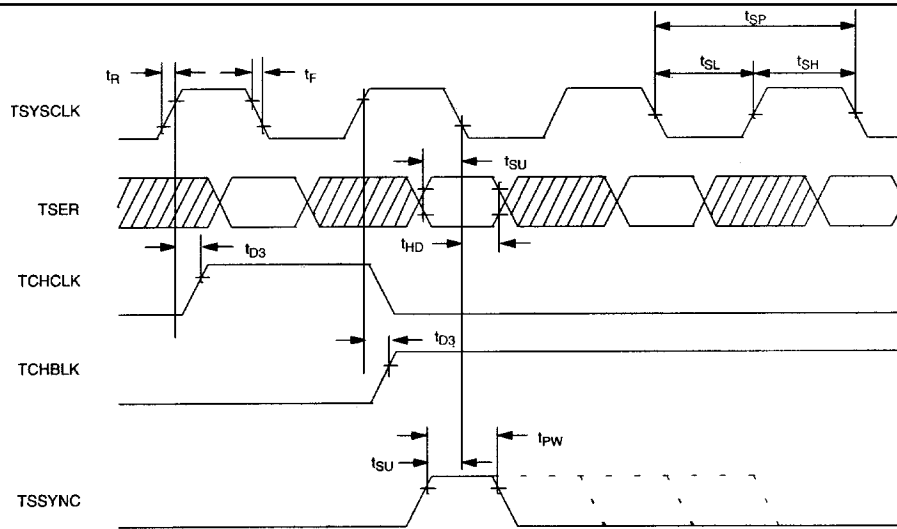 tSP
tR
tF
tSL
tSH
TSYSCLK
tSU
TSER
tHD
tD3
TCHCLK
tD3
TCHBLK
tPW
tSU
TSSYNC